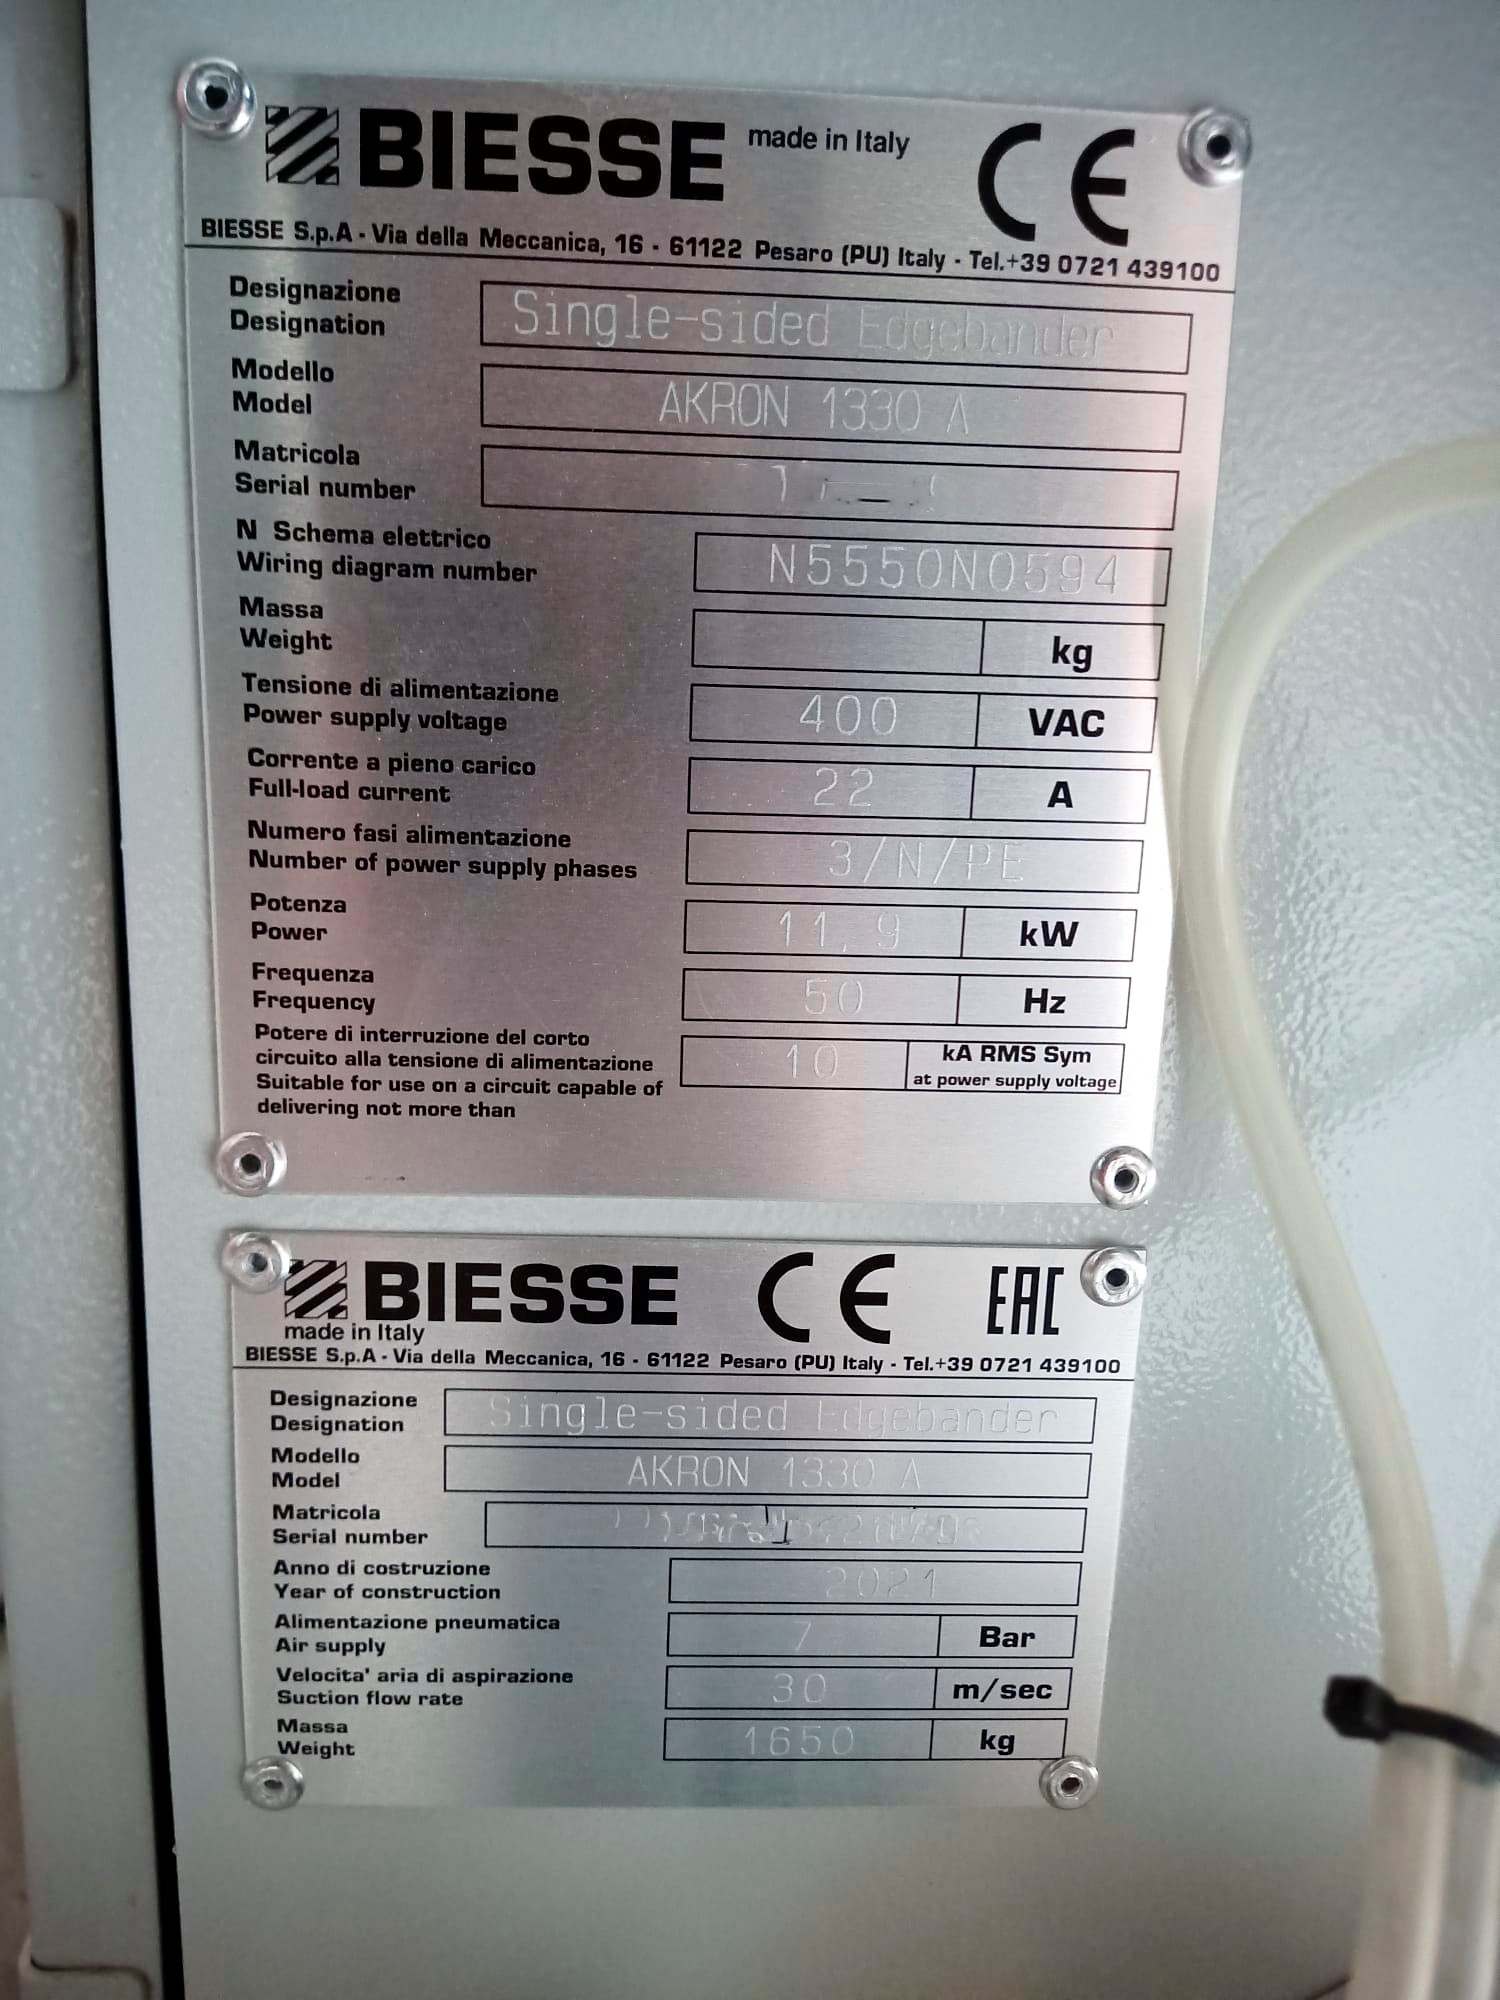 BIESSE made in Italy CE
BIESSE S.p.A - Via della Meccanica, 16 - 61122 Pesaro (PU) Italy - Tel.+39 0721 439100
Designazione
Designation
Single-sided Edgebander
Modello
Model
AKRON 1330 A
Matricola
Serial number
N Schema elettrico
Wiring diagram number
N5550N0594
Massa
Weight
kg
Tensione di alimentazione
Power supply voltage
400 VAC
Corrente a pieno carico
Full-load current
22 A
Numero fasi alimentazione
Number of power supply phases
3/N/PE
Potenza
Power
11,9 kW
Frequenza
Frequency
50 Hz
Potere di interruzione del corto
circuito alla tensione di alimentazione
Suitable for use on a circuit capable of
delivering not more than
10 kA RMS Sym
at power supply voltage
BIESSE CE EAC
made in Italy
BIESSE S.p.A - Via della Meccanica, 16 - 61122 Pesaro (PU) Italy - Tel.+39 0721 439100
Designazione
Designation
Single-sided Edgebander
Modello
Model
AKRON 1330 A
Matricola
Serial number
Anno di costruzione
Year of construction
2021
Alimentazione pneumatica
Air supply
7 Bar
Velocita' aria di aspirazione
Suction flow rate
30 m/sec
Massa
Weight
1650 kg